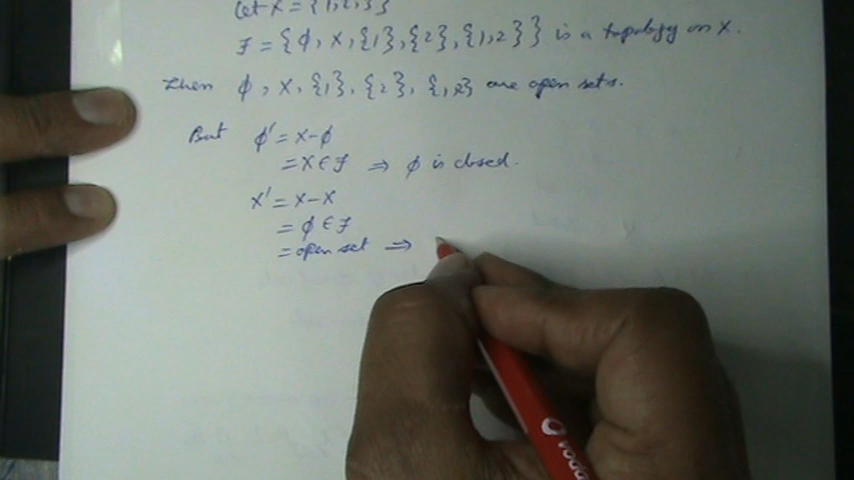 Let X = {1,2,3}
𝒥 = {ϕ, X, {1}, {2}, {1,2}} is a topology on X.
Then ϕ, X, {1}, {2}, {1,2} are open sets.
But ϕ' = X-ϕ
= X ∈ 𝒥 ⇒ ϕ is closed.
X' = X-X
= ϕ ∈ 𝒥
= open set ⇒
voda